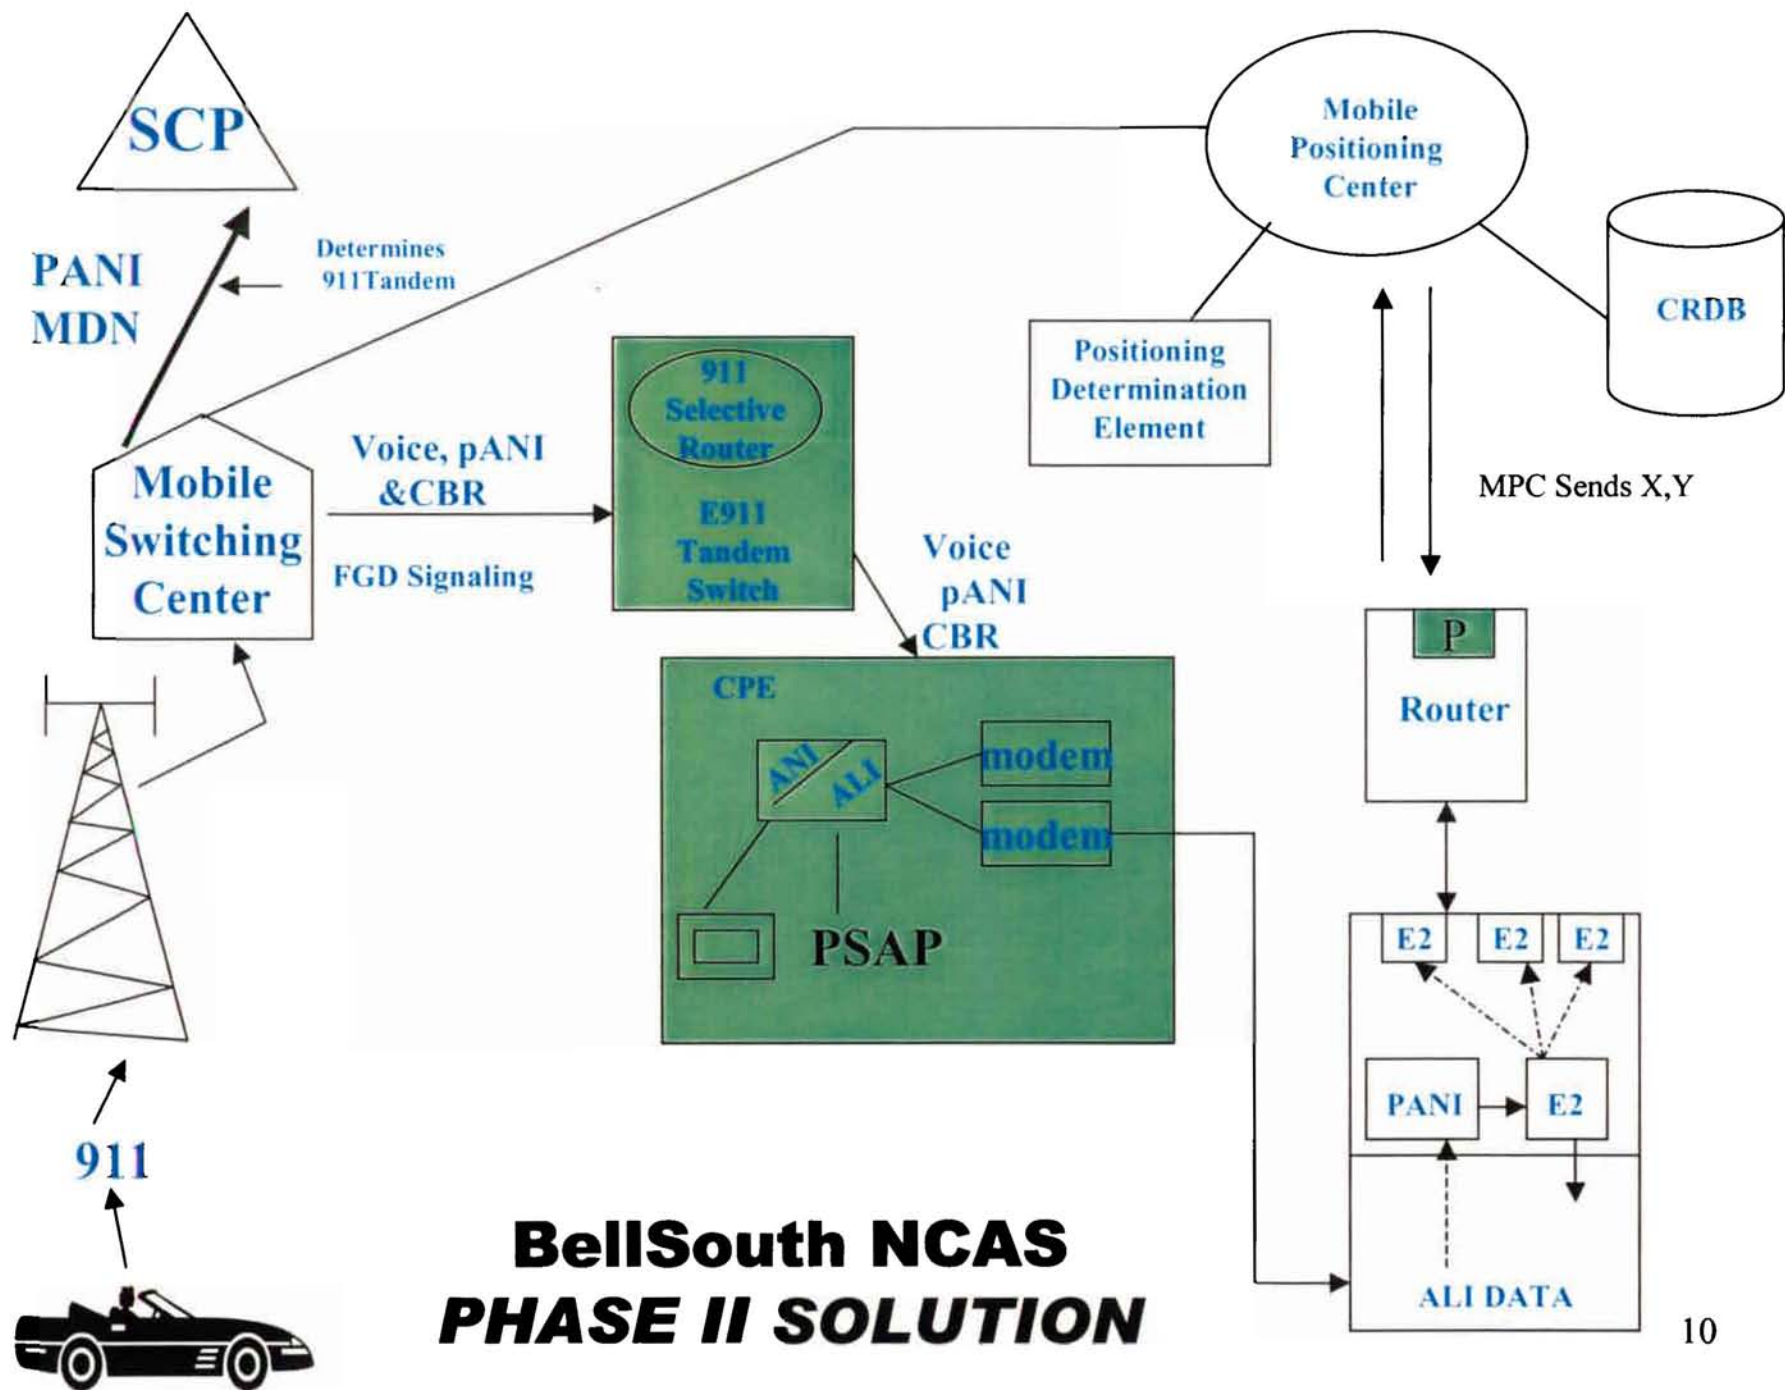 SCP
PANI
MDN
Determines
911Tandem
Mobile
Positioning
Center
CRDB
Positioning
Determination
Element
911
Selective
Router
E911
Tandem
Switch
Voice, pANI
&CBR
FGD Signaling
Mobile
Switching
Center
Voice
pANI
CBR
MPC Sends X,Y
P
Router
CPE
ANI
ALI
modem
modem
PSAP
E2
E2
E2
PANI
E2
ALI DATA
911
BellSouth NCAS
PHASE II SOLUTION
10